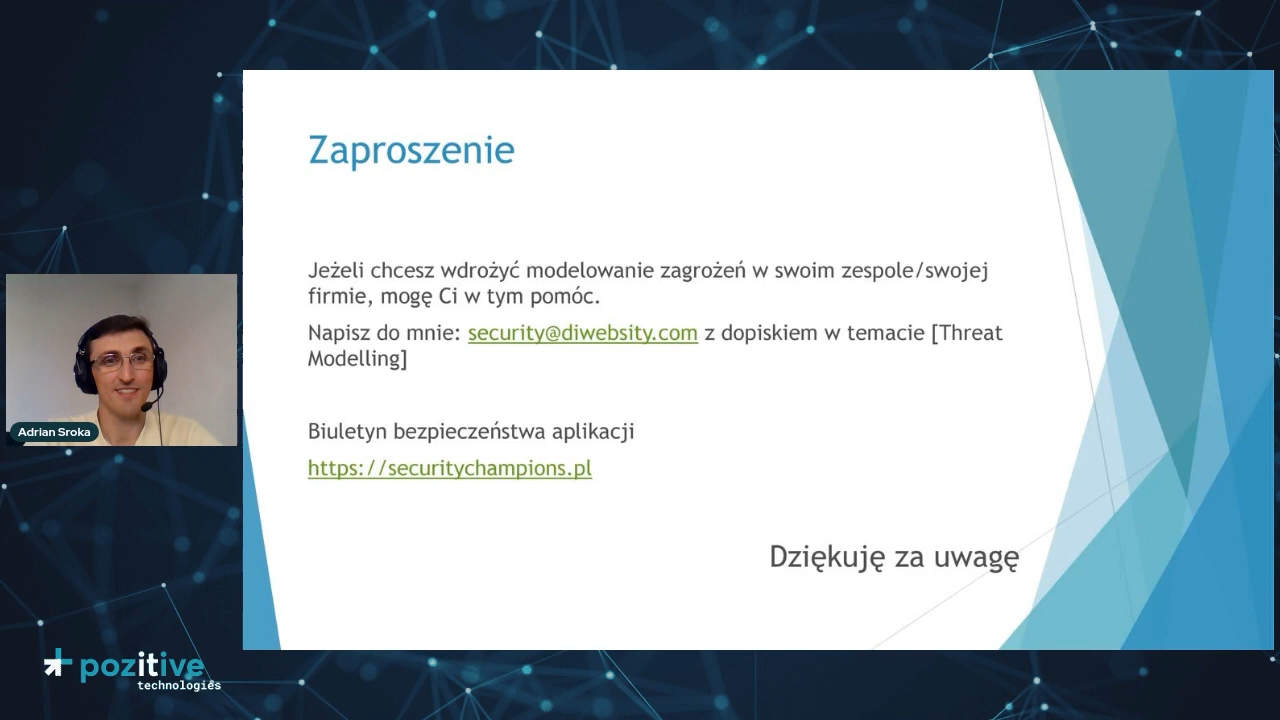 Zaproszenie
Jeżeli chcesz wdrożyć modelowanie zagrożeń w swoim zespole/swojej
firmie, mogę Ci w tym pomóc.
Napisz do mnie: security@diwebsity.com z dopiskiem w temacie [Threat
Modelling]
Biuletyn bezpieczeństwa aplikacji
https://securitychampions.pl
Dziękuję za uwagę
Adrian Sroka
pozitive
technologies